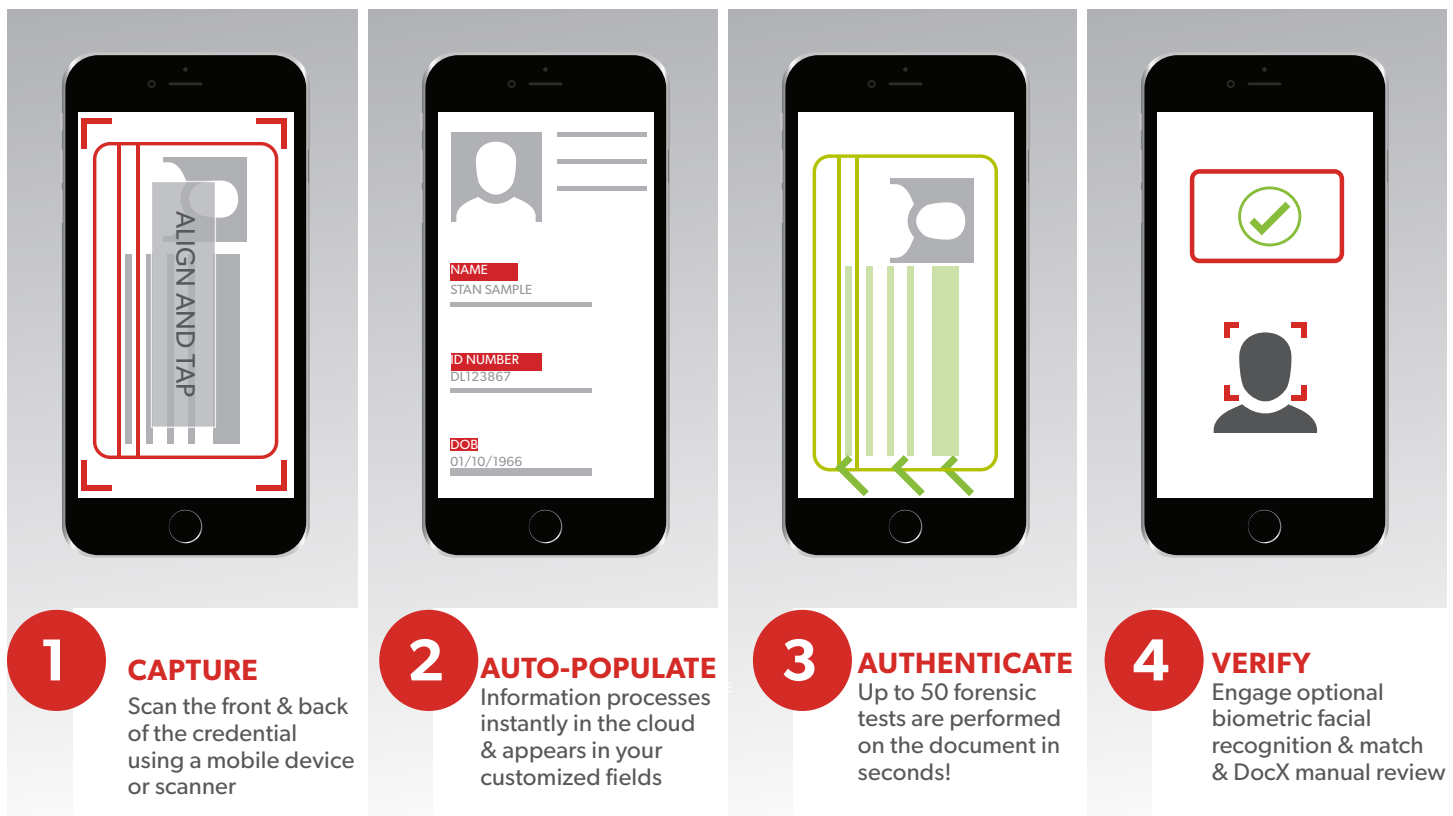 ALIGN AND TAP
NAME
STAN SAMPLE
ID NUMBER
DL123867
DOB
01/10/1966
1
CAPTURE
Scan the front & back
of the credential
using a mobile device
or scanner
2
AUTO-POPULATE
Information processes
instantly in the cloud
& appears in your
customized fields
3
AUTHENTICATE
Up to 50 forensic
tests are performed
on the document in
seconds!
4
VERIFY
Engage optional
biometric facial
recognition & match
& DocX manual review